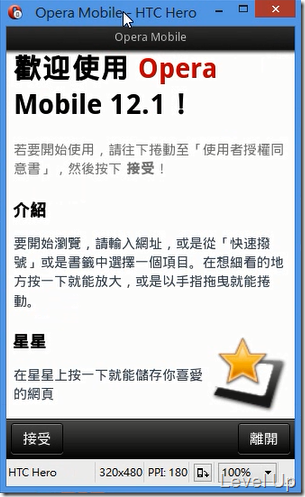 Opera Mobile - HTC Hero
Opera Mobile
歡迎使用 Opera
Mobile 12.1！
若要開始使用，請往下捲動至「使用者授權同
意書」，然後按下 接受！
介紹
要開始瀏覽，請輸入網址，或是從「快速撥
號」或是書籤中選擇一個項目。在想細看的地
方按一下就能放大，或是以手指拖曳就能捲
動。
星星
在星星上按一下就能儲存你喜愛
的網頁
接受 離開
HTC Hero 320x480 PPI: 180 100%
Level Up